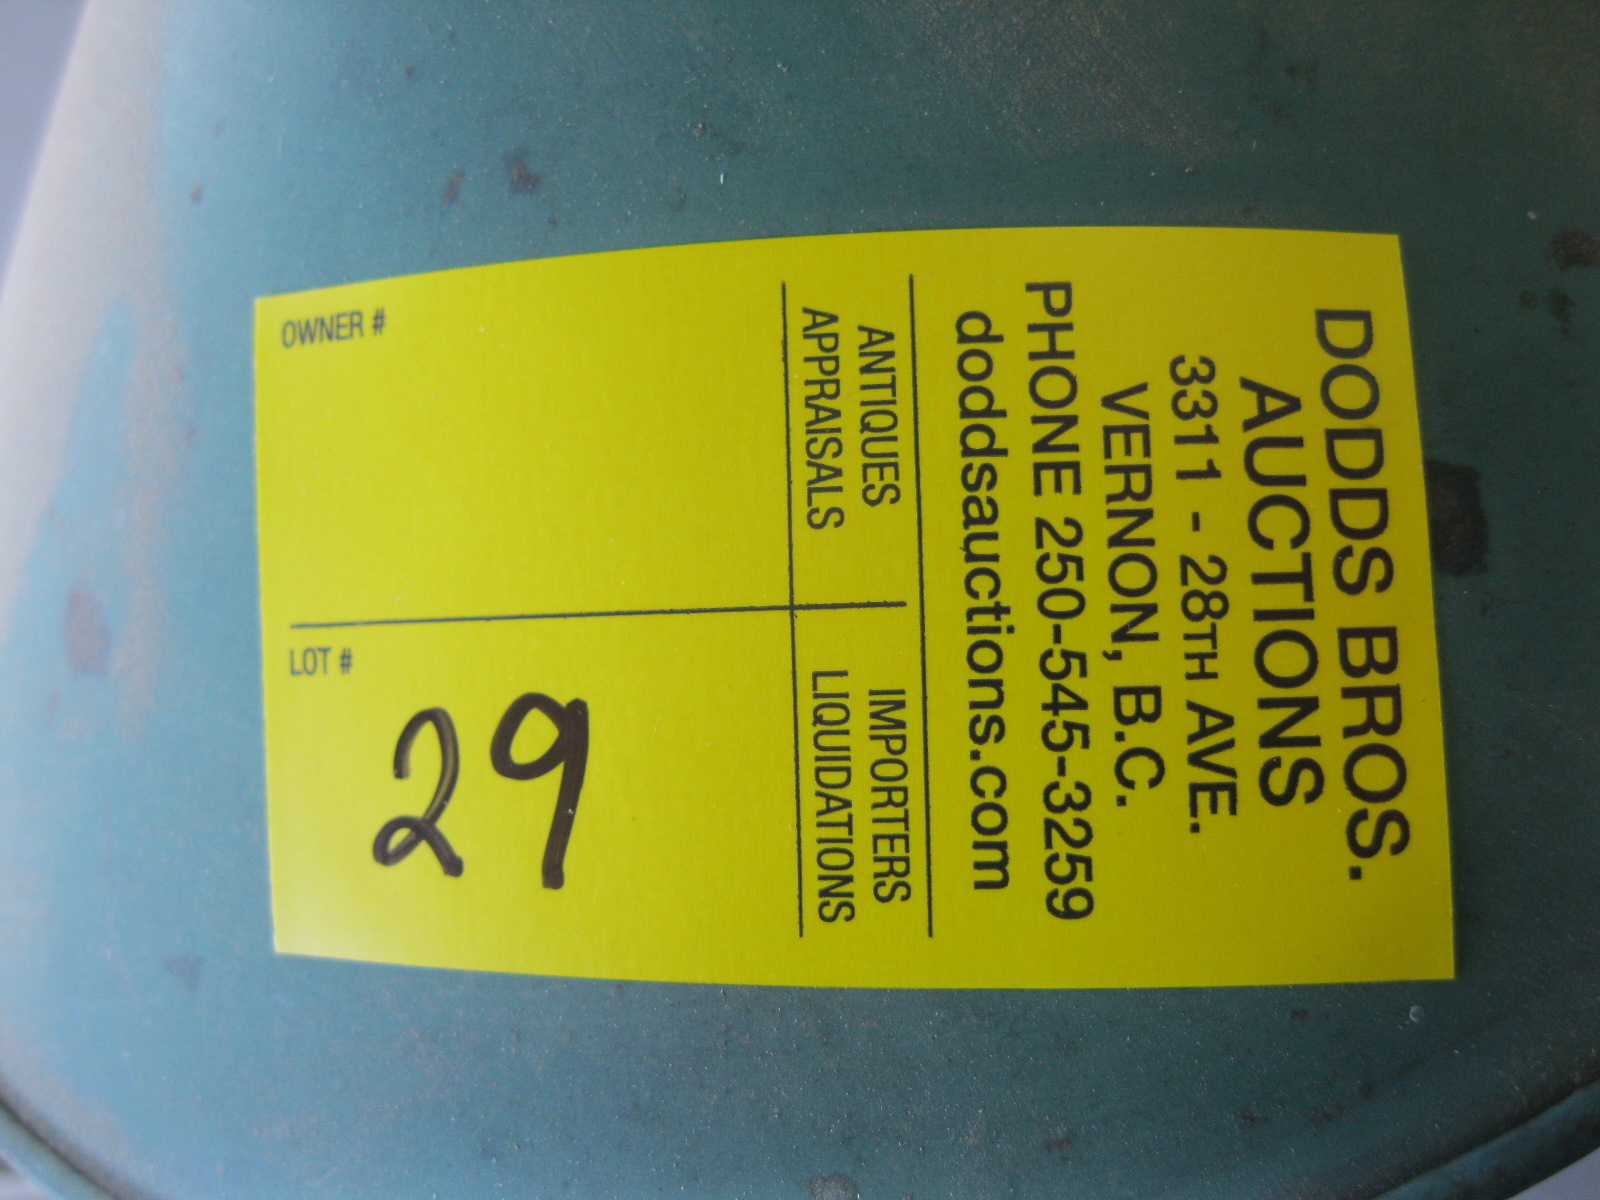 DODDS BROS.
AUCTIONS
3311 - 28TH AVE.
VERNON, B.C.
PHONE 250-545-3259
doddsauctions.com
ANTIQUES IMPORTERS
APPRAISALS LIQUIDATIONS
OWNER # LOT #
29